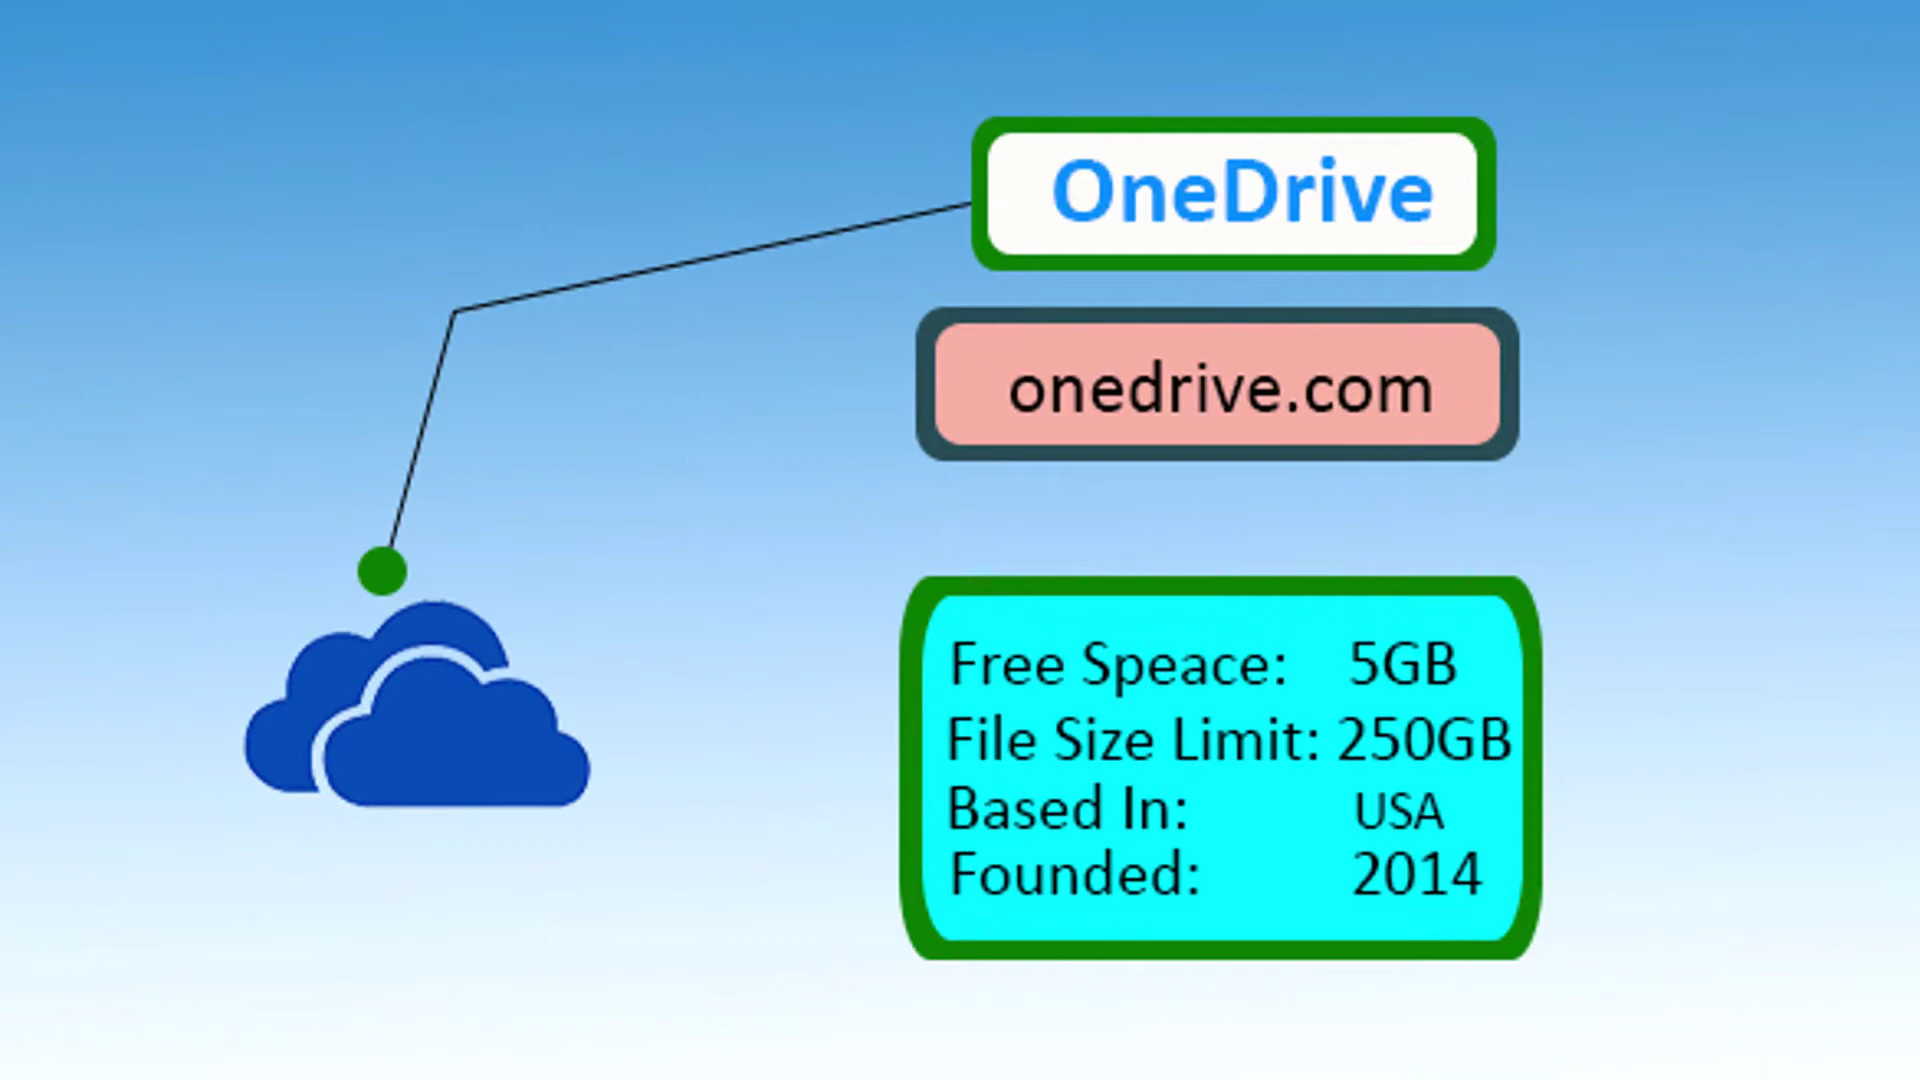 OneDrive
onedrive.com
Free Speace: 5GB
File Size Limit: 250GB
Based In: USA
Founded: 2014